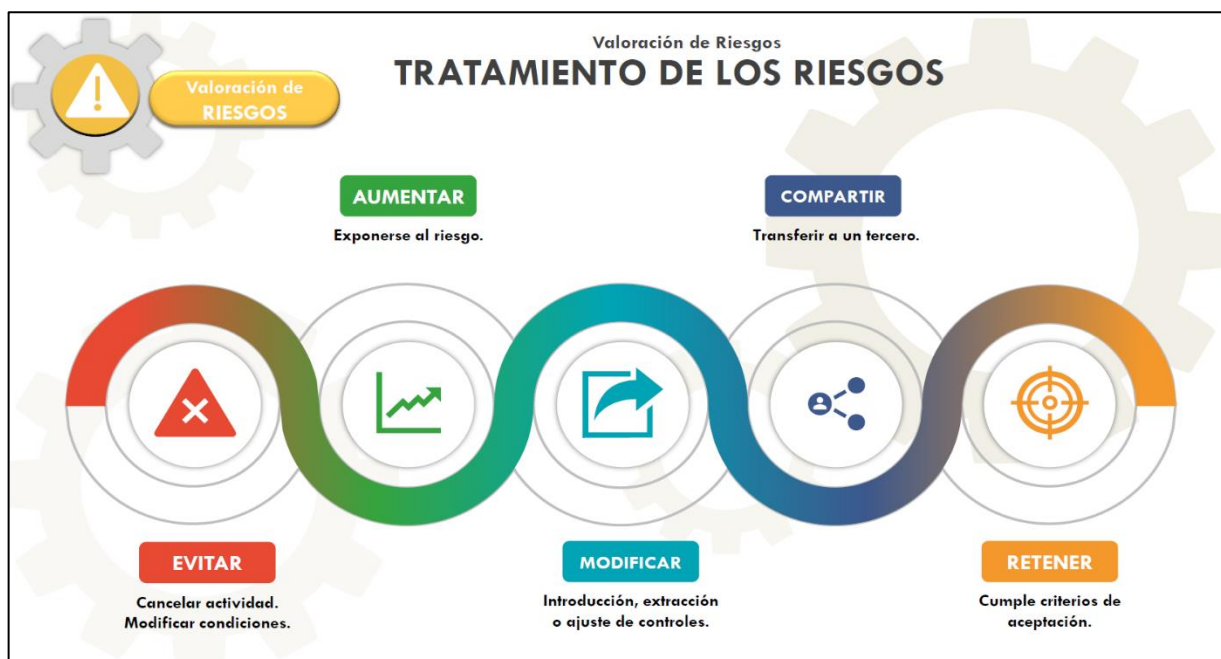 Valoración de Riesgos
TRATAMIENTO DE LOS RIESGOS
Valoración de
RIESGOS
AUMENTAR
Exponerse al riesgo.
COMPARTIR
Transferir a un tercero.
EVITAR
Cancelar actividad.
Modificar condiciones.
MODIFICAR
Introducción, extracción
o ajuste de controles.
RETENER
Cumple criterios de
aceptación.